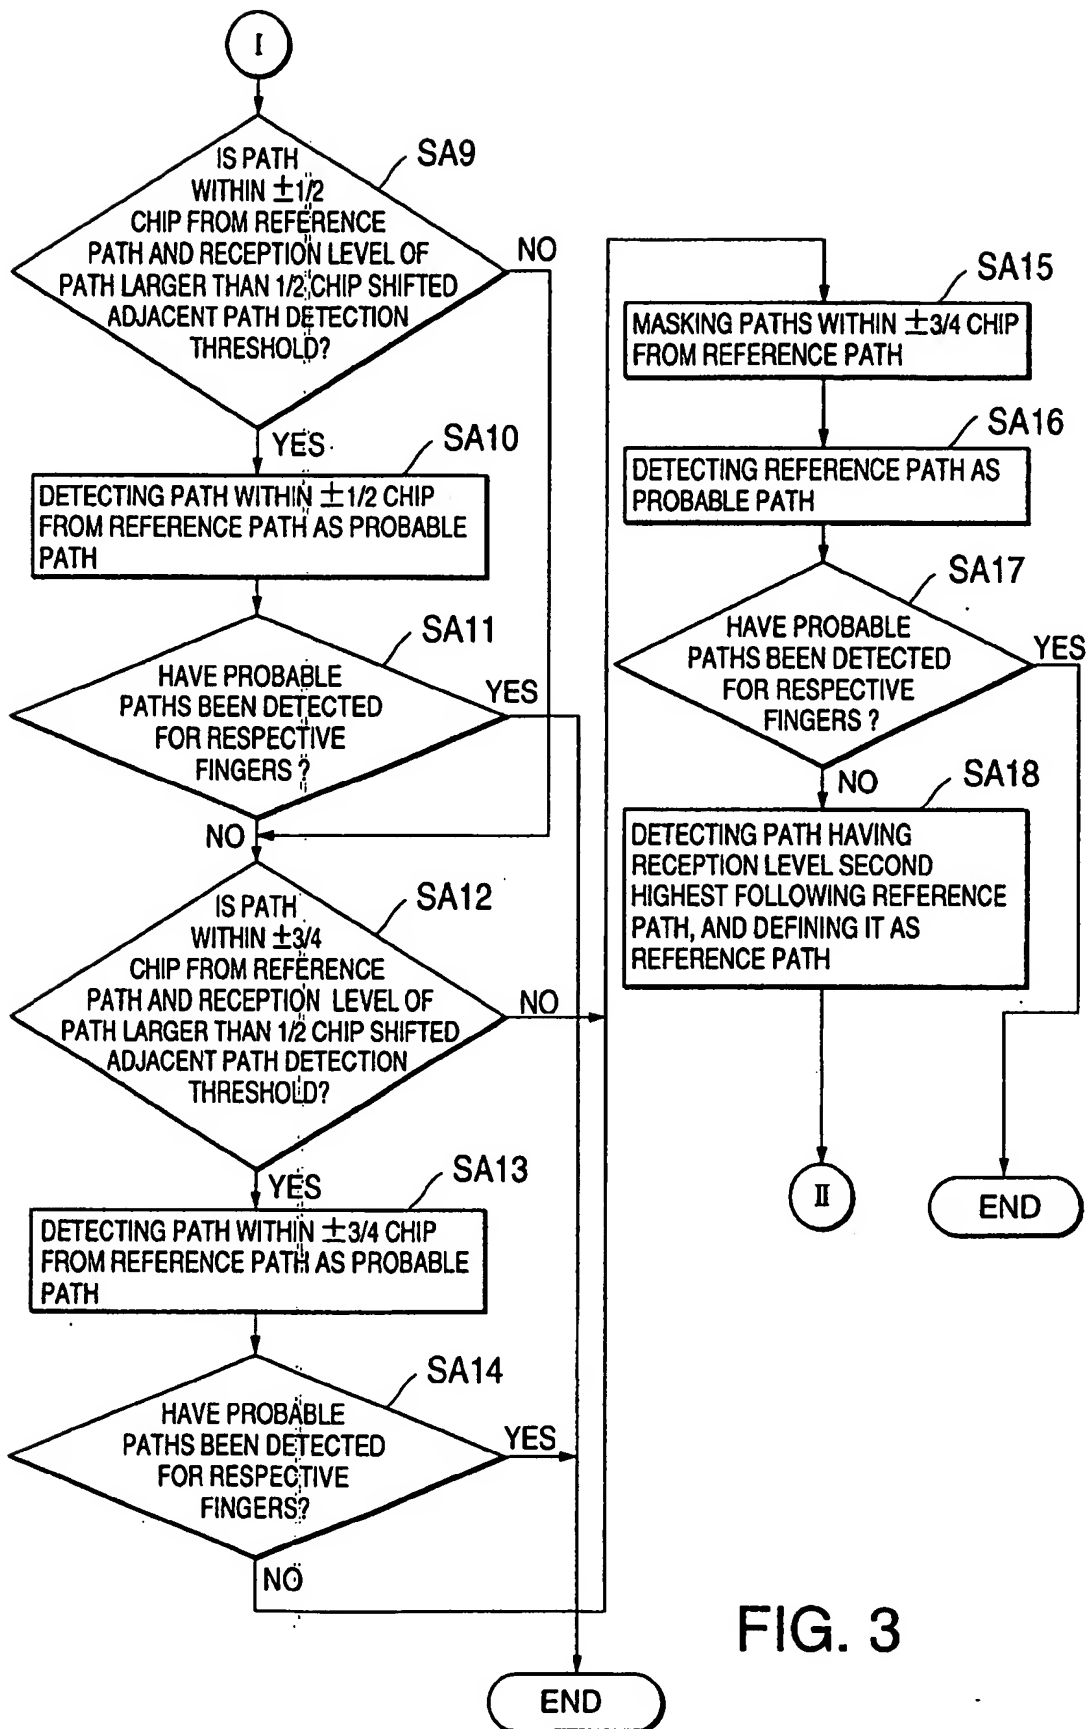 I
SA9
IS PATH
WITHIN ±1/2
CHIP FROM REFERENCE
PATH AND RECEPTION LEVEL OF
PATH LARGER THAN 1/2 CHIP SHIFTED
ADJACENT PATH DETECTION
THRESHOLD?
NO
YES
SA10
DETECTING PATH WITHIN ±1/2 CHIP
FROM REFERENCE PATH AS PROBABLE
PATH
SA11
HAVE PROBABLE
PATHS BEEN DETECTED
FOR RESPECTIVE
FINGERS ?
YES
NO
SA12
IS PATH
WITHIN ±3/4
CHIP FROM REFERENCE
PATH AND RECEPTION LEVEL OF
PATH LARGER THAN 1/2 CHIP SHIFTED
ADJACENT PATH DETECTION
THRESHOLD?
NO
YES
SA13
DETECTING PATH WITHIN ±3/4 CHIP
FROM REFERENCE PATH AS PROBABLE
PATH
SA14
HAVE PROBABLE
PATHS BEEN DETECTED
FOR RESPECTIVE
FINGERS?
YES
NO
END
SA15
MASKING PATHS WITHIN ±3/4 CHIP
FROM REFERENCE PATH
SA16
DETECTING REFERENCE PATH AS
PROBABLE PATH
SA17
HAVE PROBABLE
PATHS BEEN DETECTED
FOR RESPECTIVE
FINGERS ?
YES
NO
SA18
DETECTING PATH HAVING
RECEPTION LEVEL SECOND
HIGHEST FOLLOWING REFERENCE
PATH, AND DEFINING IT AS
REFERENCE PATH
II
END
FIG. 3